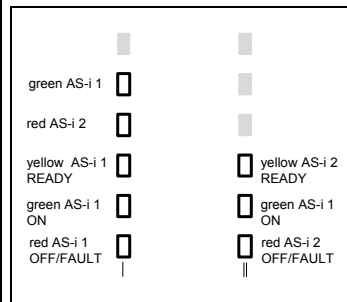 green AS-i 1
red AS-i 2
yellow AS-i 1
READY
yellow AS-i 2
READY
green AS-i 1
ON
green AS-i 1
ON
red AS-i 1
OFF/FAULT
red AS-i 2
OFF/FAULT
| ||